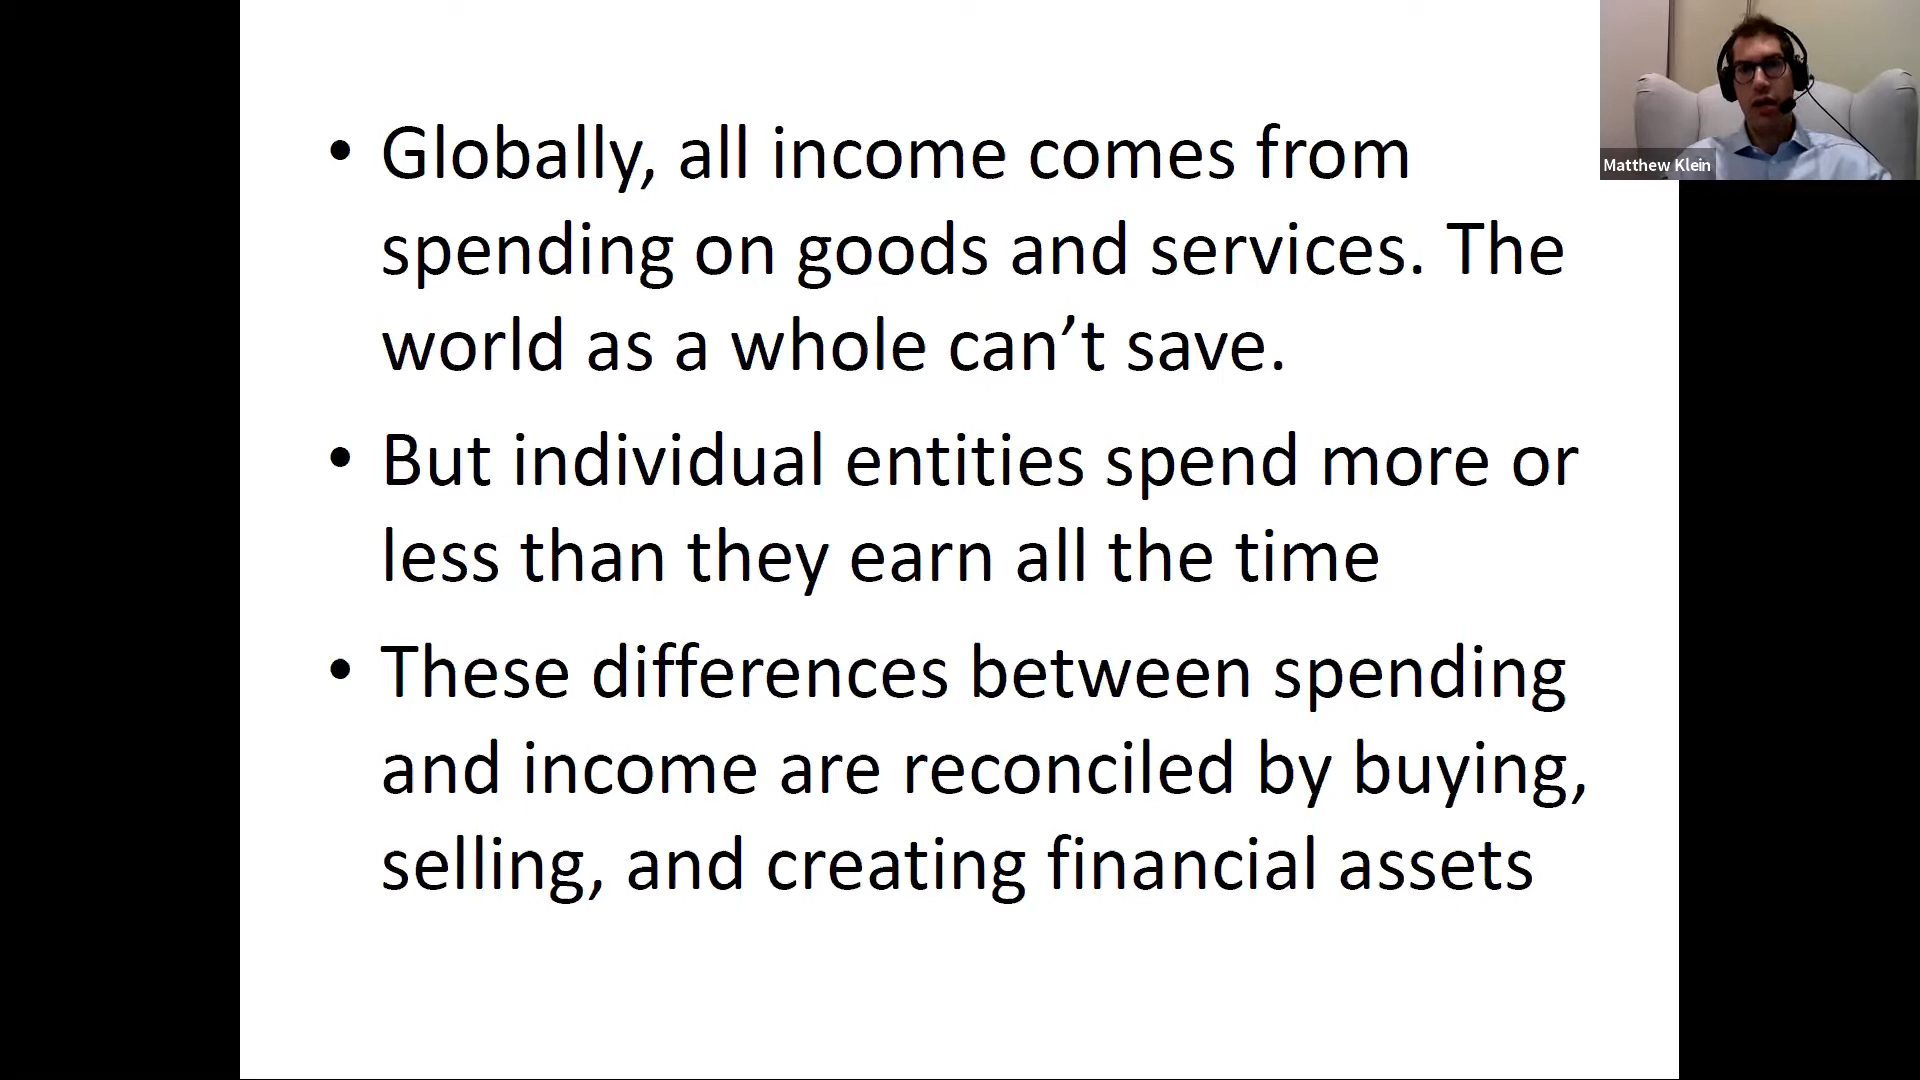 • Globally, all income comes from
spending on goods and services. The
world as a whole can’t save.
• But individual entities spend more or
less than they earn all the time
• These differences between spending
and income are reconciled by buying,
selling, and creating financial assets
Matthew Klein